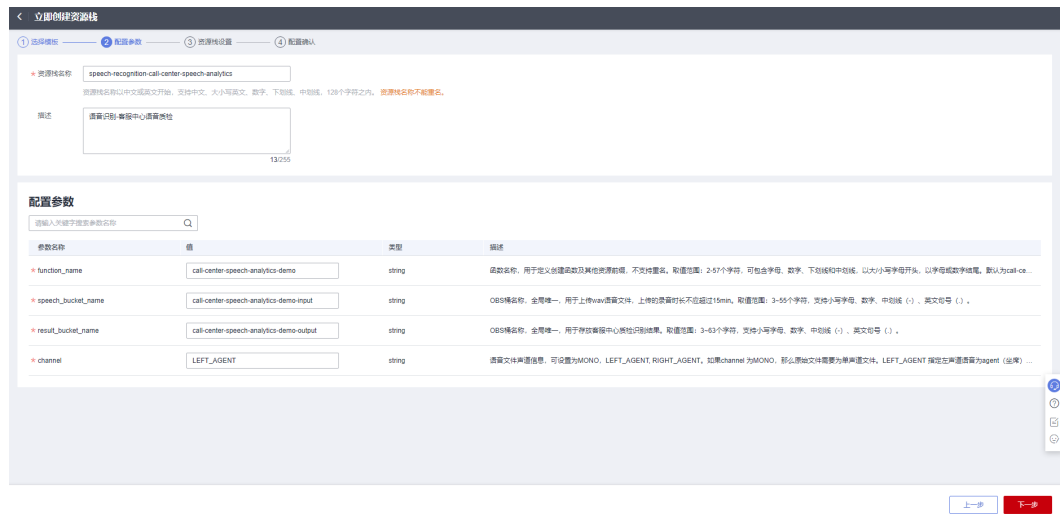 立即创建资源栈
1 选择模板 2 配置参数 3 资源栈设置 4 配置确认
* 资源栈名称 speech-recognition-call-center-speech-analytics
资源栈名称以中文或英文开始，支持中文、大小写英文、数字、下划线、中划线，128个字符之内。 资源栈名称不能重名。
描述 语音识别-客服中心语音质检
13/255
配置参数
请输入关键字搜索参数名称
参数名称 值 类型 描述
* function_name call-center-speech-analytics-demo string 函数名称，用于定义创建函数及其他资源前缀，不支持重名。取值范围：2-57个字符，可包含字母、数字、下划线和中划线，以大/小写字母开头，以字母或数字结尾。默认为call-ce...
* speech_bucket_name call-center-speech-analytics-demo-input string OBS桶名称，全局唯一，用于上传wav语音文件，上传的录音时长不应超过15min。取值范围：3~55个字符，支持小写字母、数字、中划线（-）、英文句号（.）。
* result_bucket_name call-center-speech-analytics-demo-output string OBS桶名称，全局唯一，用于存放客服中心质检识别结果。取值范围：3~63个字符，支持小写字母、数字、中划线（-）、英文句号（.）。
* channel LEFT_AGENT string 语音文件声道信息，可设置为MONO、LEFT_AGENT, RIGHT_AGENT。如果channel 为MONO，那么原始文件需要为单声道文件。LEFT_AGENT 指定左声道语音为agent（坐席）...
上一步 下一步